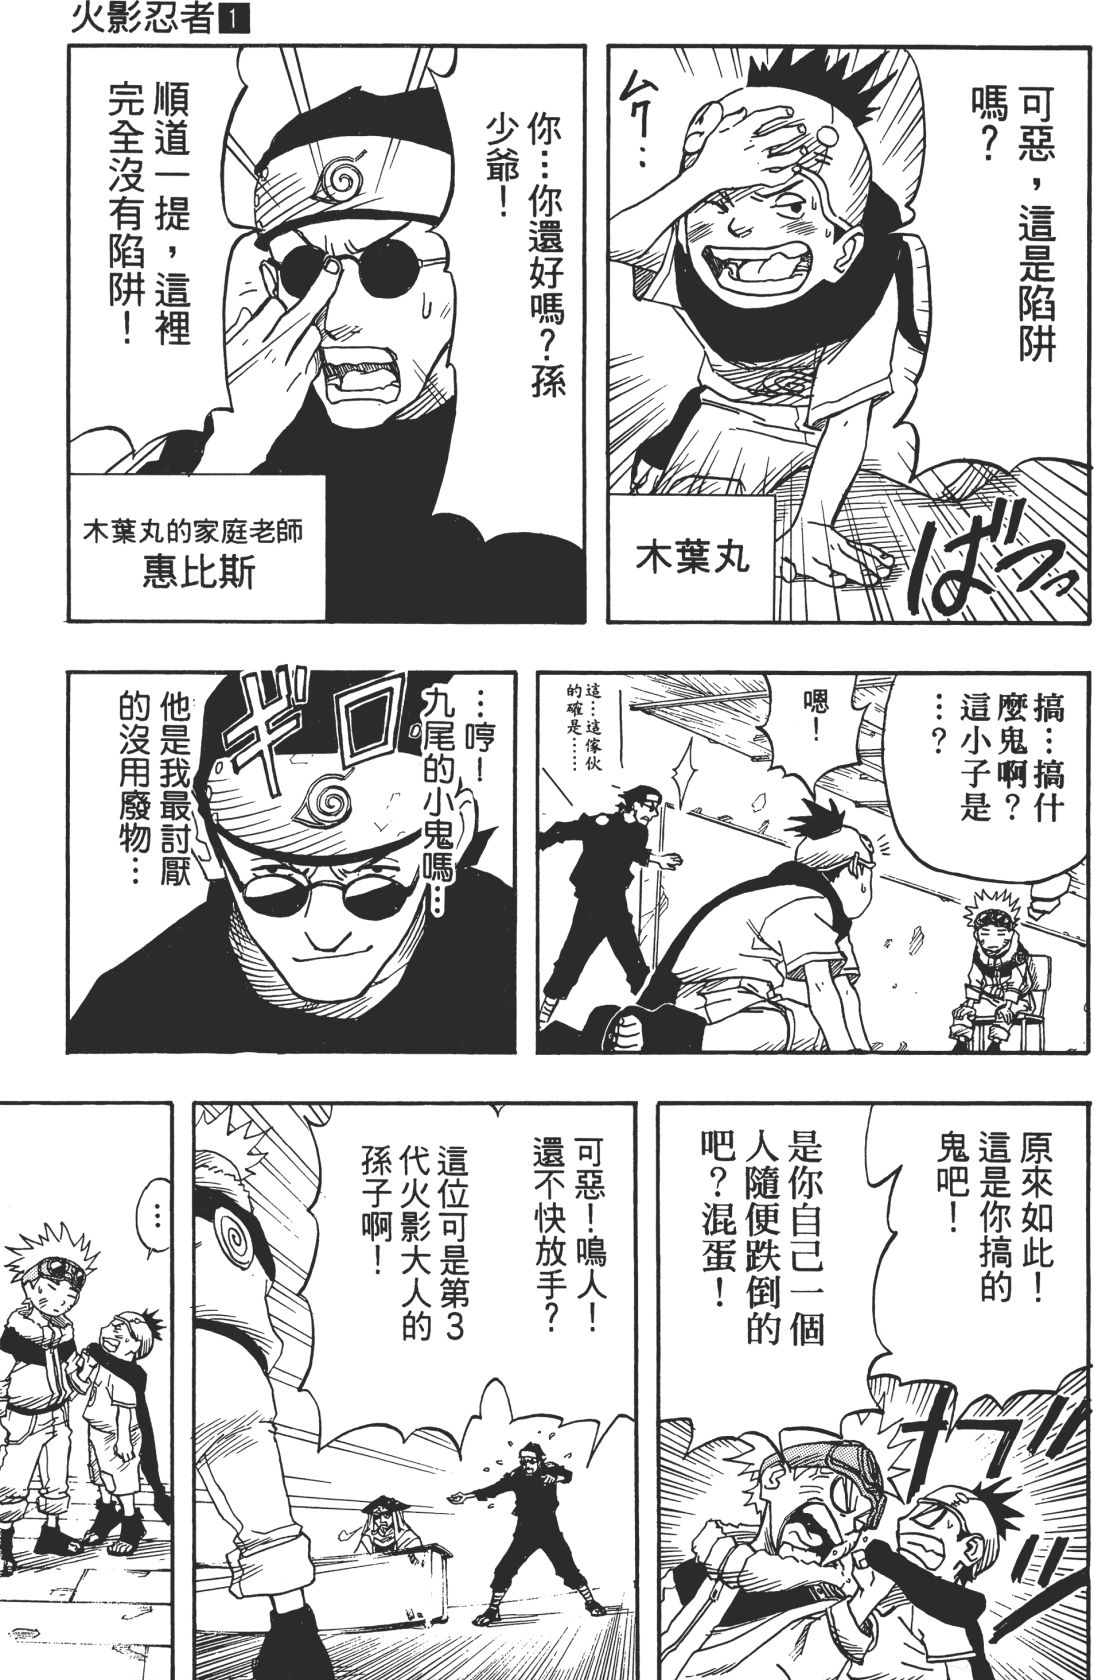 火影忍者1
可惡，這是陷阱
嗎？
ムク…
木葉丸
ばっ
你…你還好嗎？孫
少爺！
順道一提，這裡
完全沒有陷阱！
木葉丸的家庭老師
惠比斯
搞…搞什
麼鬼啊？
這小子是
…？
嗯！
這…這傢伙
的確是……
…哼！
九尾的小鬼嗎…
ギロ
他是我最討厭
的沒用廢物…
原來如此！
這是你搞的
鬼吧！
是你自己一個
人隨便跌倒的
吧？混蛋！
可惡！鳴人！
還不快放手？
這位可是第３
代火影大人的
孫子啊！
…